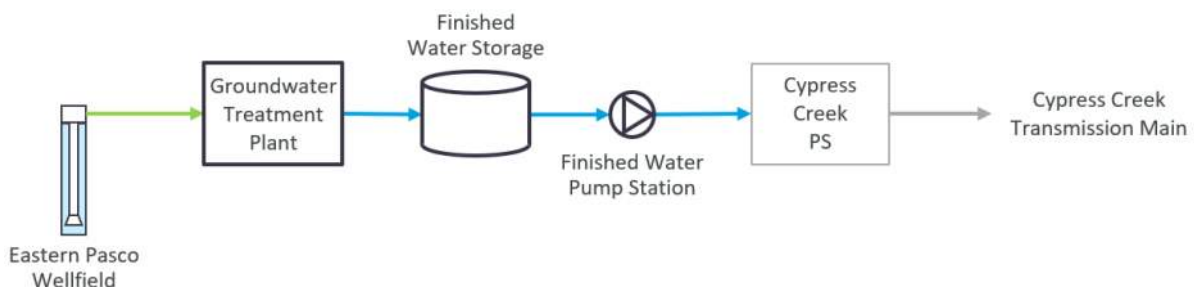 Finished
Water Storage
Groundwater
Treatment
Plant
Cypress
Creek
PS
Cypress Creek
Transmission Main
Finished Water
Pump Station
Eastern Pasco
Wellfield